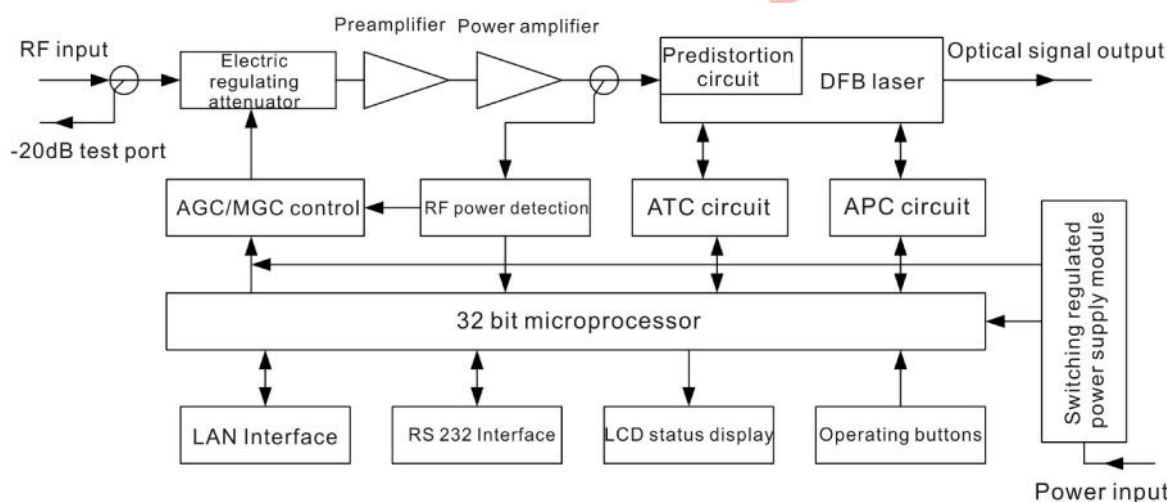 Preamplifier
Power amplifier
RF input
Electric
regulating
attenuator
Predistortion
circuit
DFB laser
Optical signal output
-20dB test port
AGC/MGC control
RF power detection
ATC circuit
APC circuit
Switching regulated
power supply module
32 bit microprocessor
LAN Interface
RS 232 Interface
LCD status display
Operating buttons
Power input